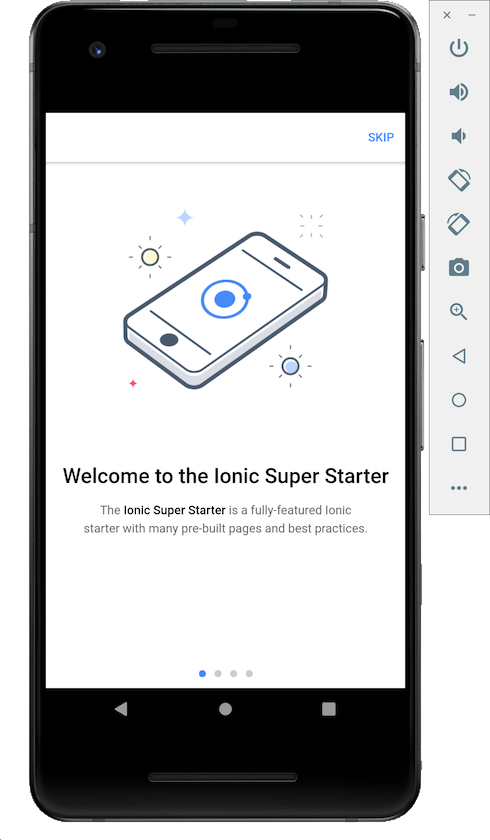 SKIP
Welcome to the Ionic Super Starter
The Ionic Super Starter is a fully-featured Ionic
starter with many pre-built pages and best practices.